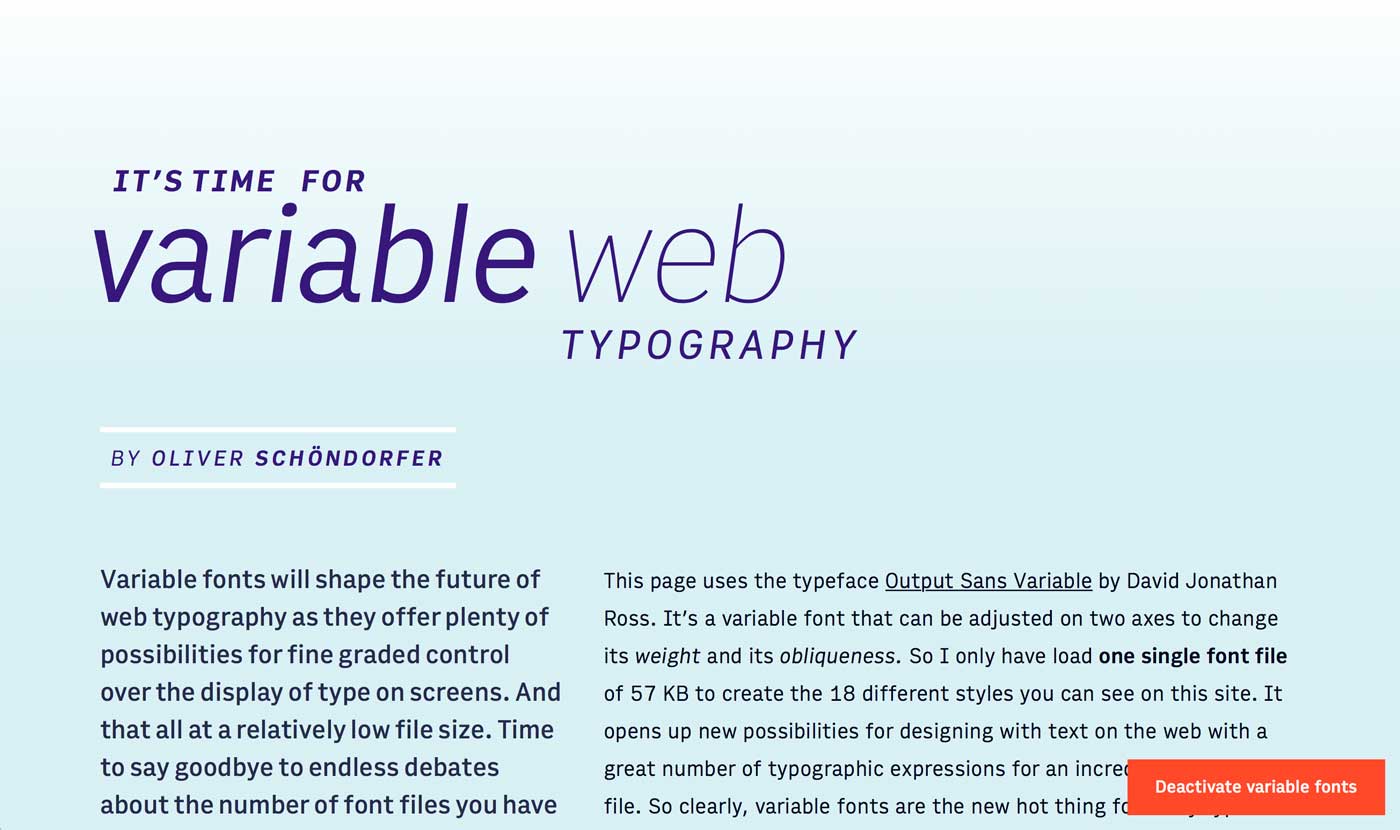 IT’S TIME FOR
variable web
TYPOGRAPHY
BY OLIVER SCHÖNDORFER
Variable fonts will shape the future of
web typography as they offer plenty of
possibilities for fine graded control
over the display of type on screens. And
that all at a relatively low file size. Time
to say goodbye to endless debates
about the number of font files you have
This page uses the typeface Output Sans Variable by David Jonathan
Ross. It’s a variable font that can be adjusted on two axes to change
its weight and its obliqueness. So I only have load one single font file
of 57 KB to create the 18 different styles you can see on this site. It
opens up new possibilities for designing with text on the web with a
great number of typographic expressions for an
file. So clearly, variable fonts are the new hot thing
Deactivate variable fonts